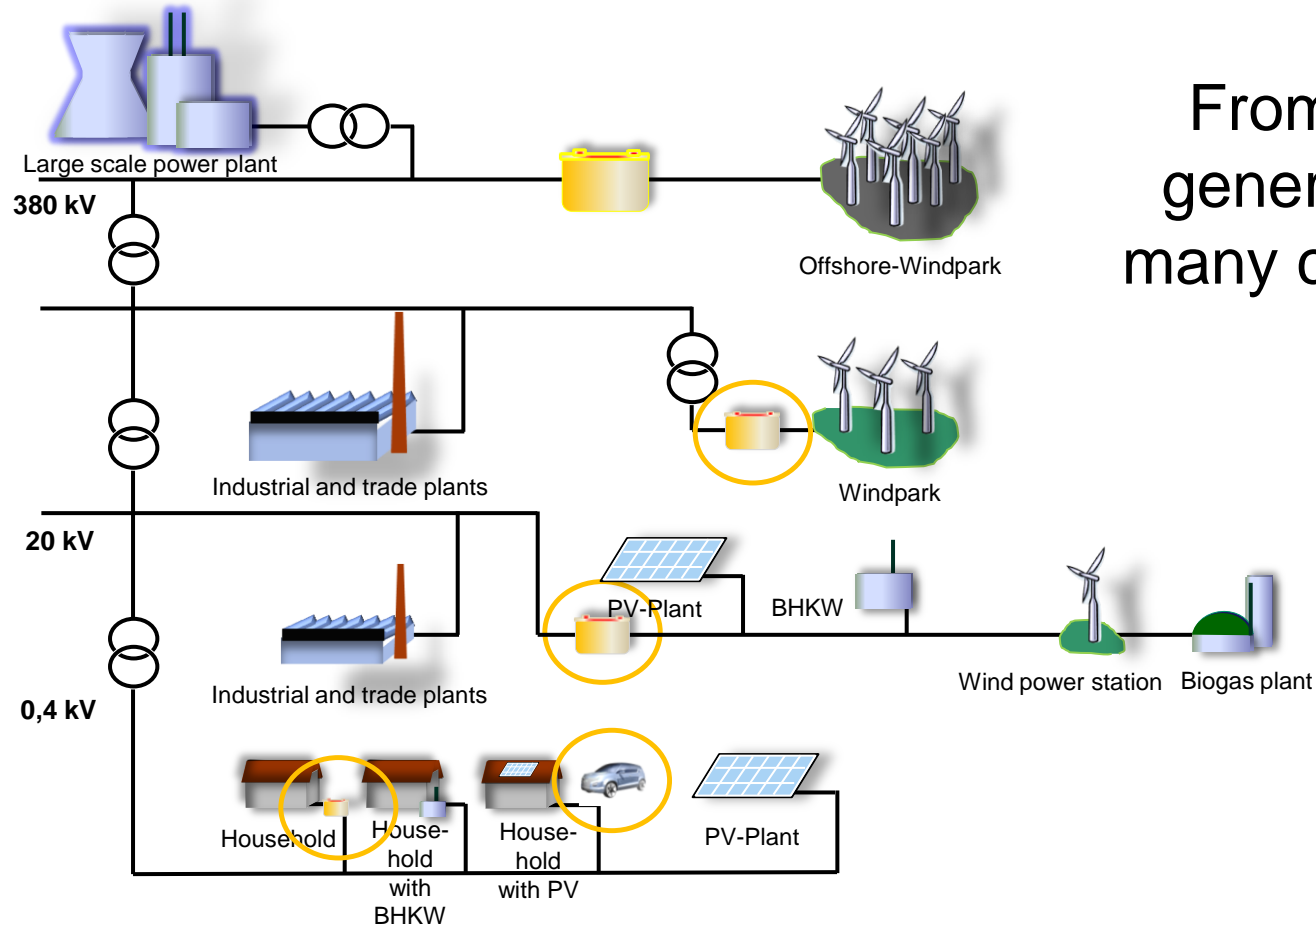 From
gener
many
Large scale power plant
380 kV
Offshore-Windpark
Industrial and trade plants
Windpark
20 kV
PV-Plant
BHKW
Industrial and trade plants
Wind power station
Biogas plant
0,4 kV
Household
House-
hold
with
BHKW
House-
hold
with PV
PV-Plant